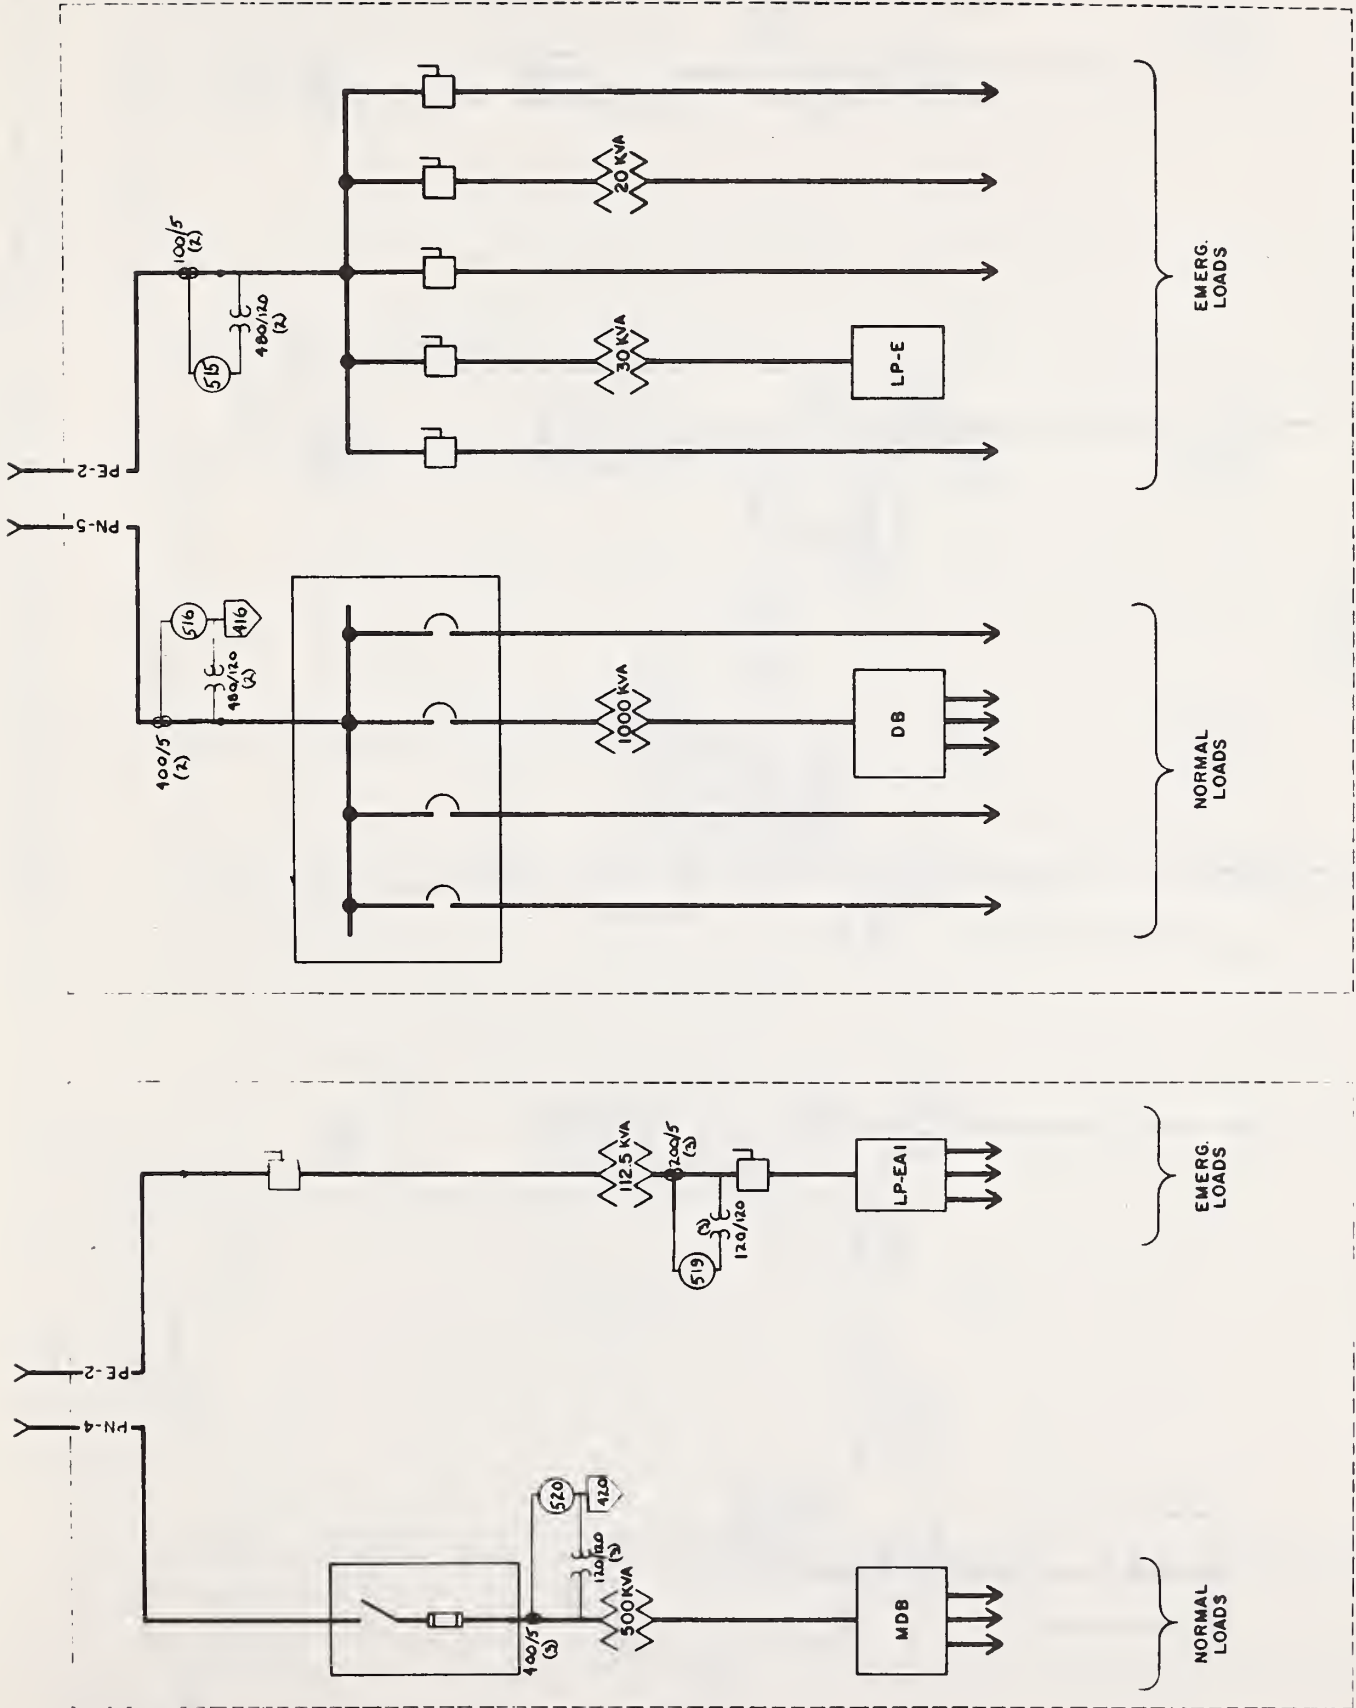 PE-2
100/5
(2)
515
480/120
(2)
20 KVA
30 KVA
LP-E
EMERG.
LOADS
PN-5
516
416
480/120
(2)
400/5
(2)
1000 KVA
DB
NORMAL
LOADS
PE-2
112.5 KVA
200/5
(3)
519
(3)
120/120
LP-EA1
EMERG.
LOADS
PN-4
520
420
120/120
(3)
400/5
(3)
500 KVA
MDB
NORMAL
LOADS